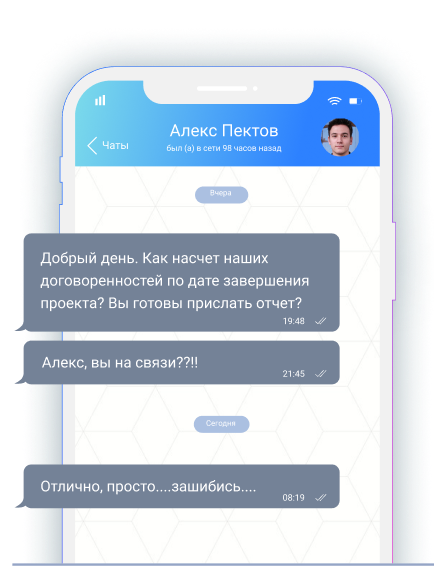 Алекс Пектов
Чаты
был (а) в сети 98 часов назад
Вчера
Добрый день. Как насчет наших
договоренностей по дате завершения
проекта? Вы готовы прислать отчет?
19:48
Алекс, вы на связи??!!
21:45
Сегодня
Отлично, просто....зашибись....
08:19